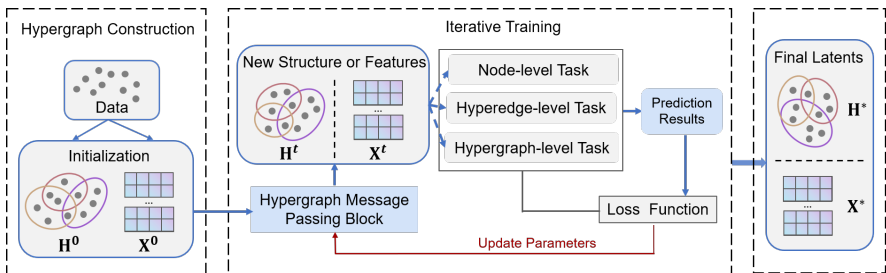 Hypergraph Construction
Data
Initialization
...
H⁰
X⁰
Iterative Training
New Structure or Features
...
Hᵗ
Xᵗ
Hypergraph Message
Passing Block
Node-level Task
Hyperedge-level Task
Hypergraph-level Task
Prediction
Results
Loss Function
Update Parameters
Final Latents
H*
...
X*